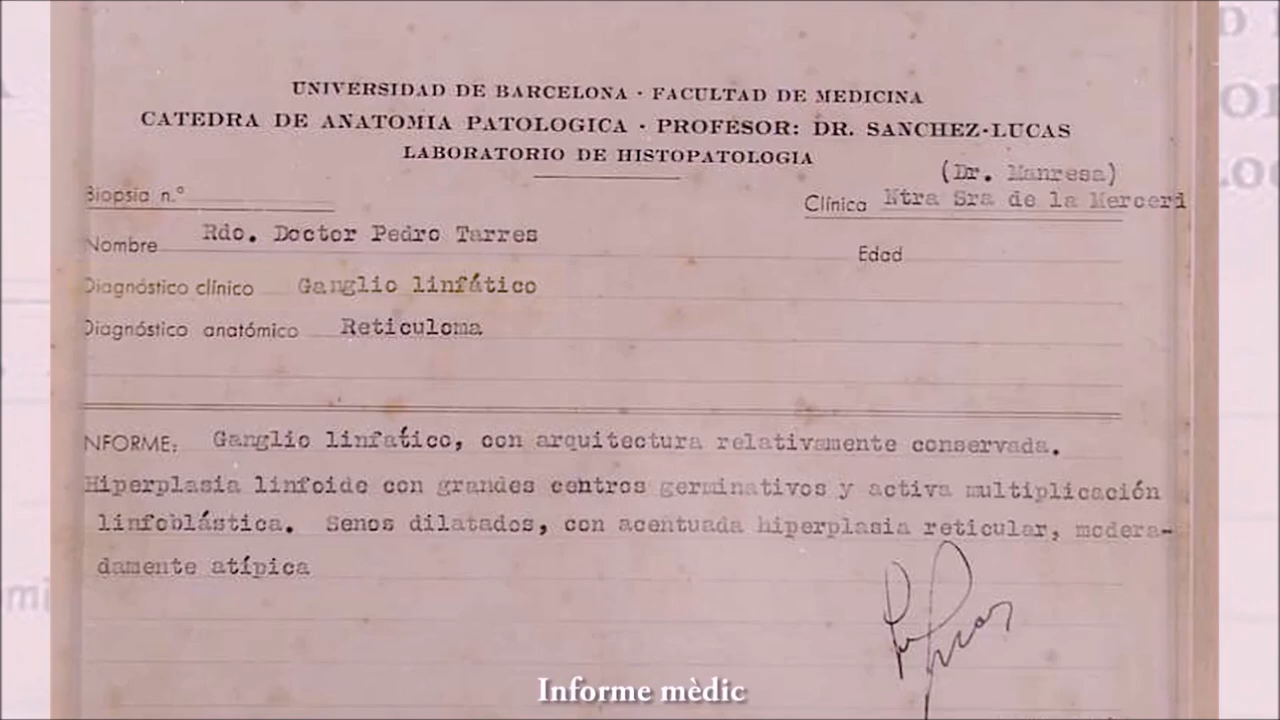 UNIVERSIDAD DE BARCELONA · FACULTAD DE MEDICINA
CATEDRA DE ANATOMIA PATOLOGICA · PROFESOR: DR. SANCHEZ-LUCAS
LABORATORIO DE HISTOPATOLOGIA
(Dr. Manresa)
Biopsia n.º
Clínica Ntra Sra de la Merceri
Nombre Rdo. Doctor Pedro Tarres
Edad
Diagnóstico clínico Ganglio linfático
Diagnóstico anatómico Reticuloma
NFORME: Ganglio linfático, con arquitectura relativamente conservada.
Hiperplasia linfoide con grandes centros germinativos y activa multiplicación
linfoblástica. Senos dilatados, con acentuada hiperplasia reticular, modera-
damente atípica
Informe mèdic